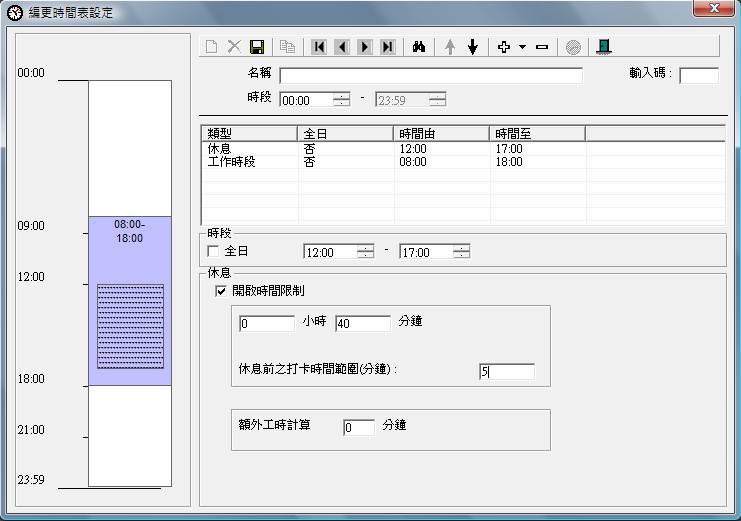 編更時間表設定
名稱
輸入碼 :
時段 00:00 - 23:59
00:00
09:00
12:00
18:00
21:00
23:59
08:00-
18:00
類型 全日 時間由 時間至
休息 否 12:00 17:00
工作時段 否 08:00 18:00
時段
全日 12:00 - 17:00
休息
開啟時間限制
0 小時 40 分鐘
休息前之打卡時間範圍(分鐘) : 5
額外工時計算 0 分鐘